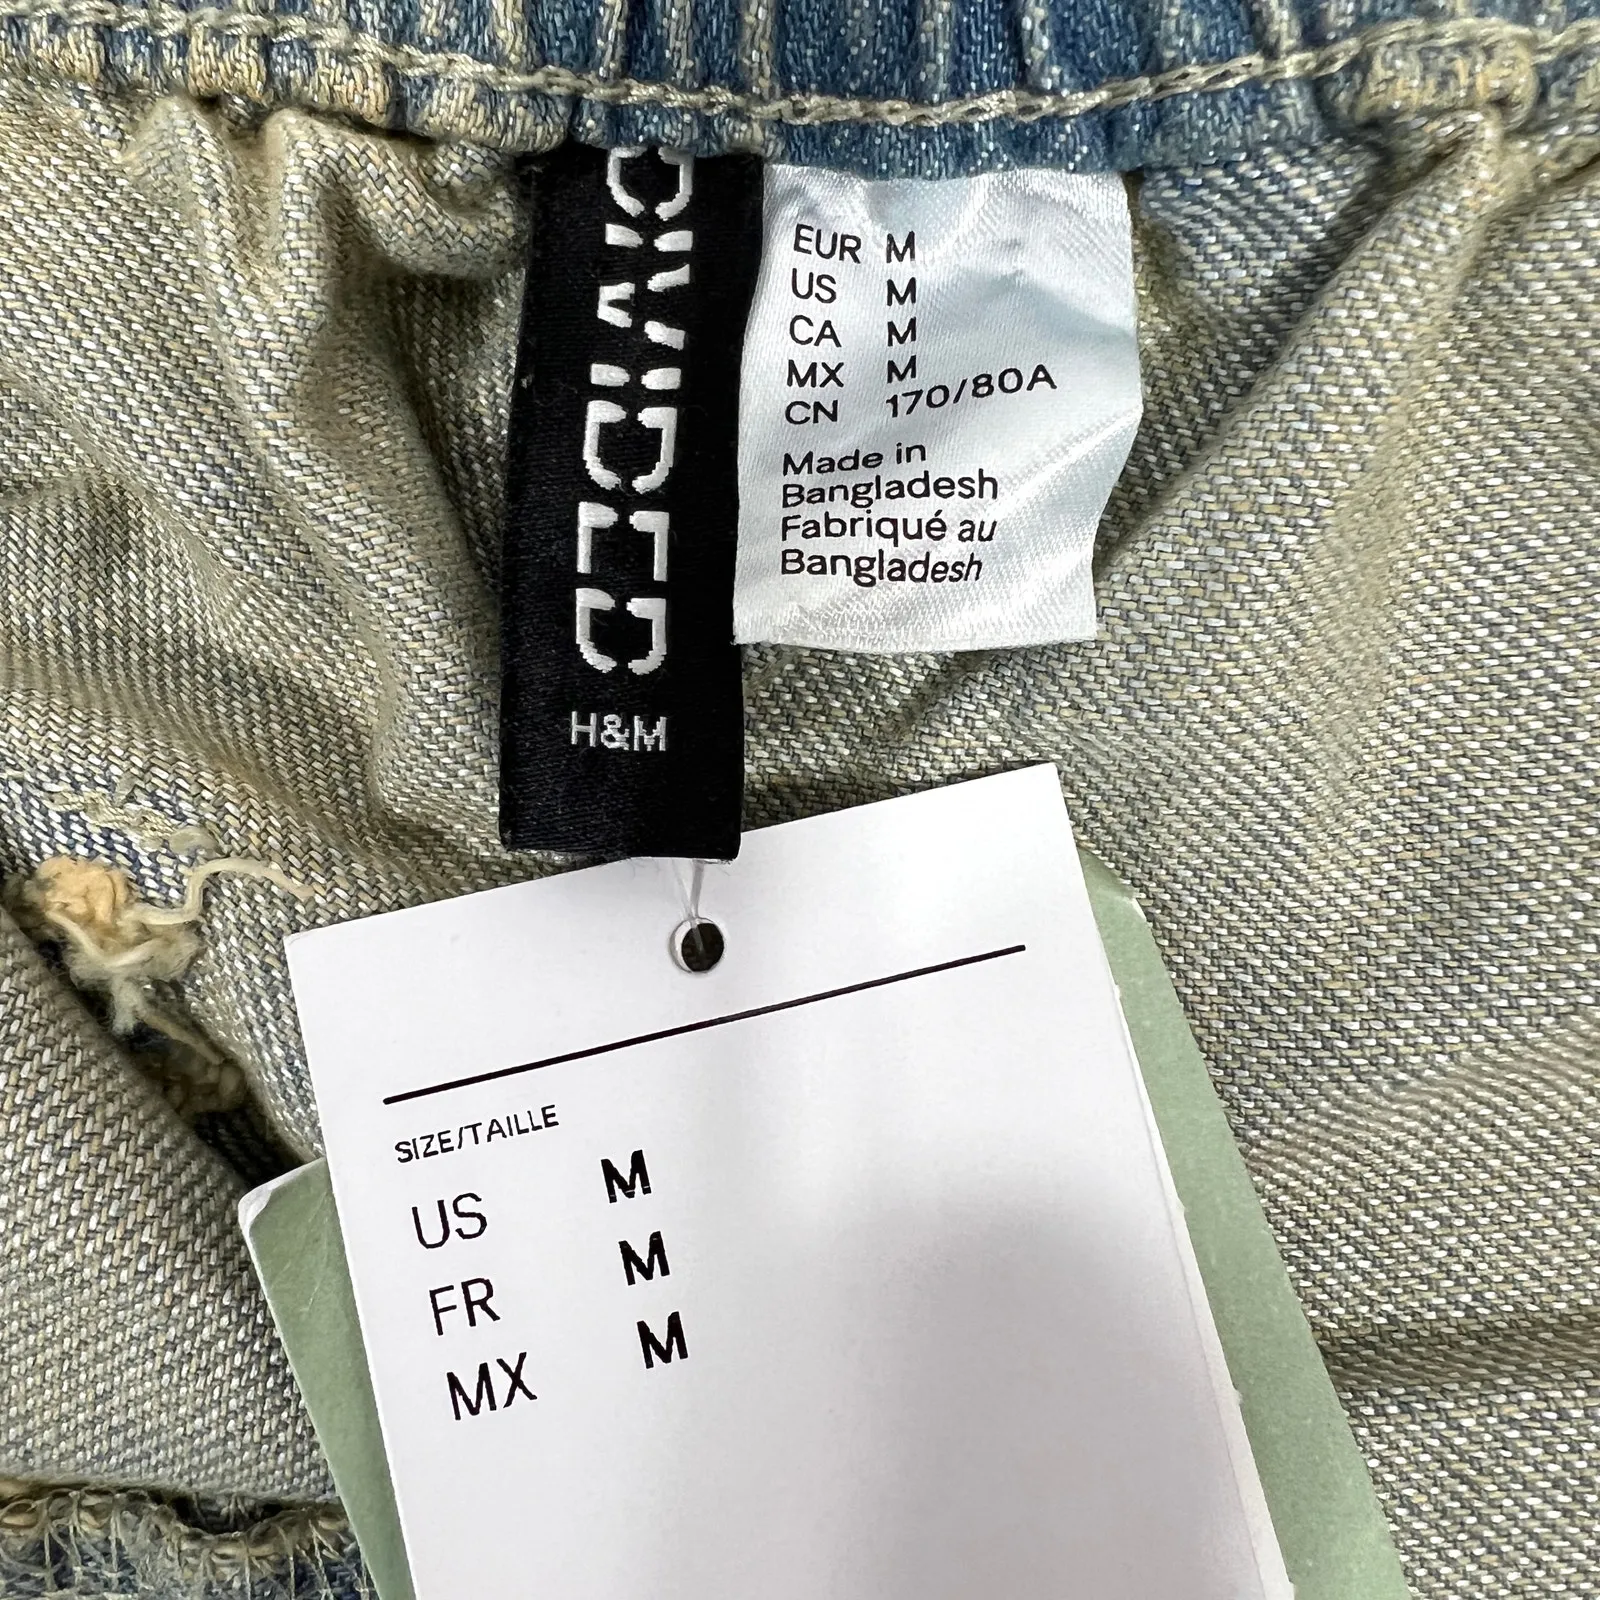 DIVIDED
H&M
EUR M
US M
CA M
MX M
CN 170/80A
Made in
Bangladesh
Fabriqué au
Bangladesh
SIZE/TAILLE
US M
FR M
MX M